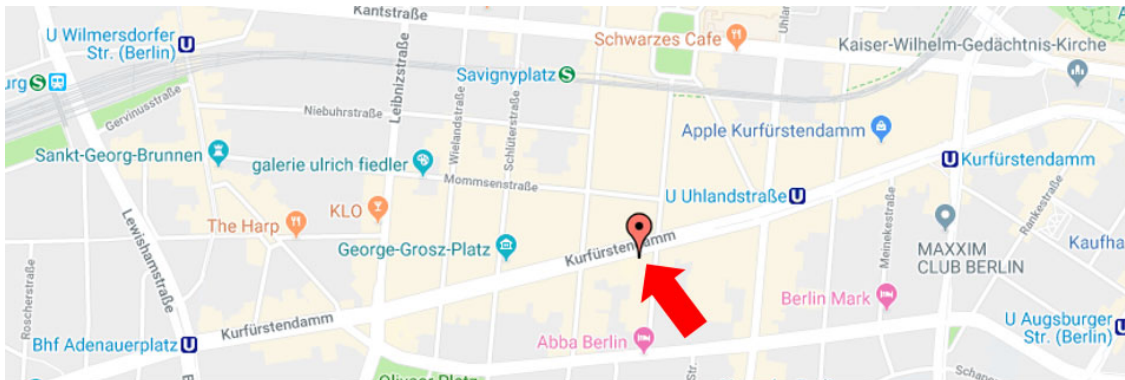 Kantstraße
U Wilmersdorfer
Str. (Berlin)
U
Schwarzes Cafe
Kaiser-Wilhelm-Gedächtnis-Kirche
Savignyplatz
S
urg
S
Leibnizstraße
Gervinusstraße
Niebuhrstraße
Wielandstraße
Schlüterstraße
Apple Kurfürstendamm
Sankt-Georg-Brunnen
galerie ulrich fiedler
Mommsenstraße
U
Kurfürstendamm
U Uhlandstraße
U
Lewishamstraße
The Harp
KLO
George-Grosz-Platz
Kurfürstendamm
Meinekestraße
Rankestraße
MAXXIM
CLUB BERLIN
Kaufha
Roscherstraße
Kurfürstendamm
Berlin Mark
Bhf Adenauerplatz
U
Abba Berlin
U Augsburger
Str. (Berlin)
U